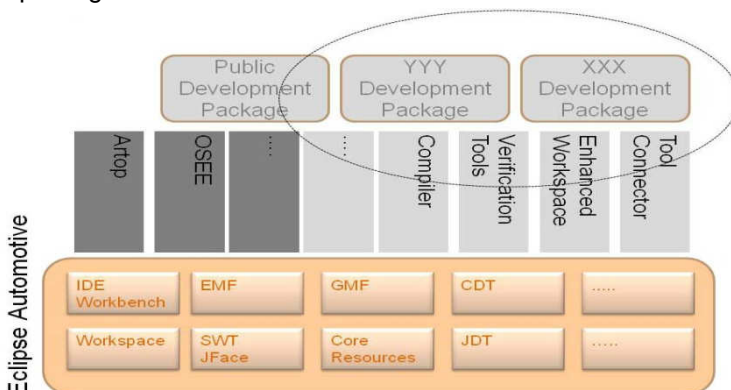 Public
Development
Package
YYY
Development
Package
XXX
Development
Package
Artop
OSEE
....
....
Compiler
Verification
Tools
Enhanced
Workspace
Tool
Connector
Eclipse Automotive
IDE
Workbench
EMF
GMF
CDT
.....
Workspace
SWT
JFace
Core
Resources
JDT
.....